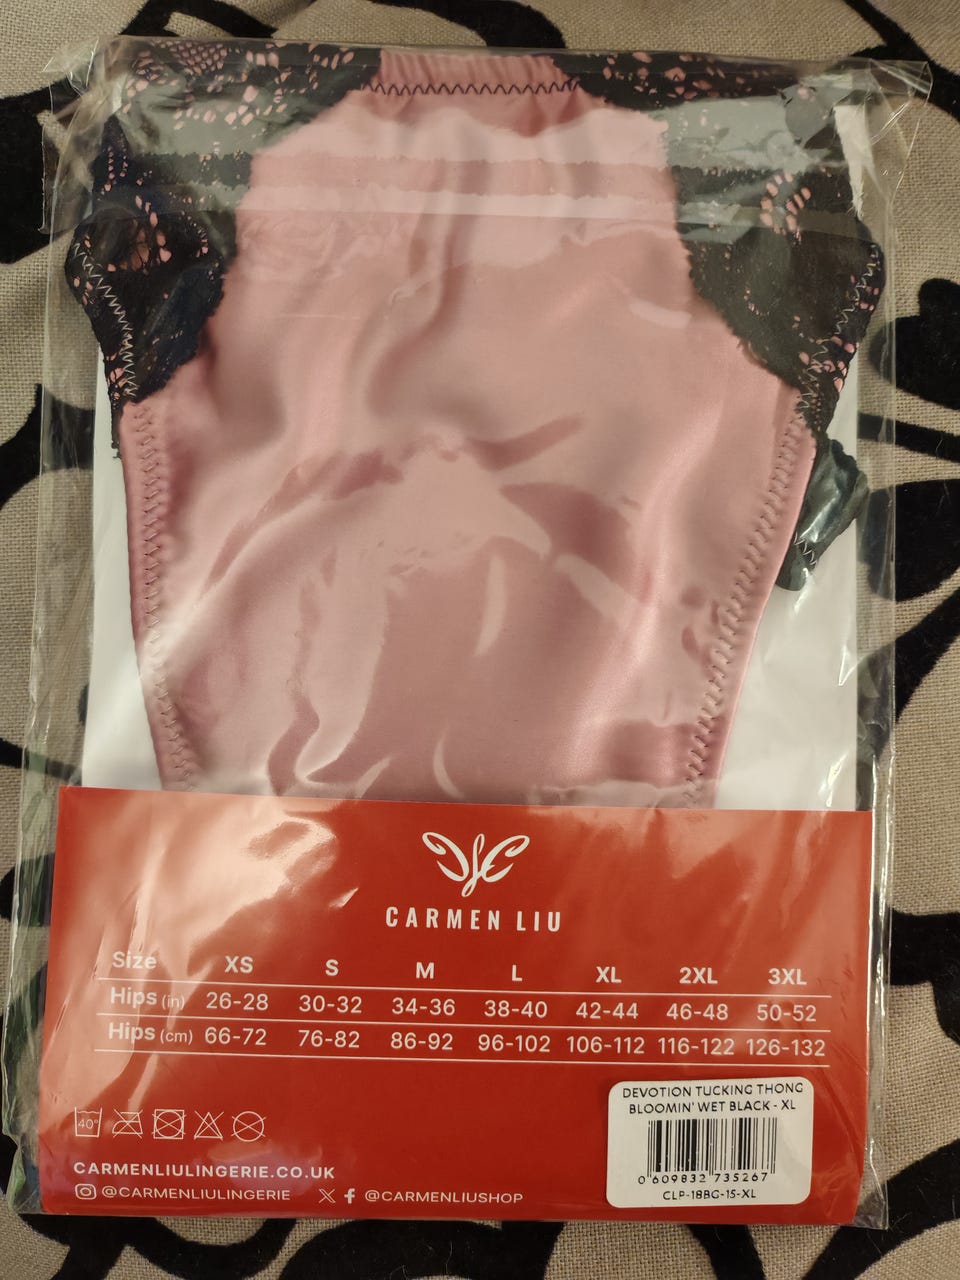 CARMEN LIU
Size XS S M L XL 2XL 3XL
Hips (in) 26-28 30-32 34-36 38-40 42-44 46-48 50-52
Hips (cm) 66-72 76-82 86-92 96-102 106-112 116-122 126-132
40°
CARMENLIULINGERIE.CO.UK
@CARMENLIULINGERIE @CARMENLIUSHOP
DEVOTION TUCKING THONG
BLOOMIN' WET BLACK - XL
0 609832 735267
CLP-18BG-15-XL